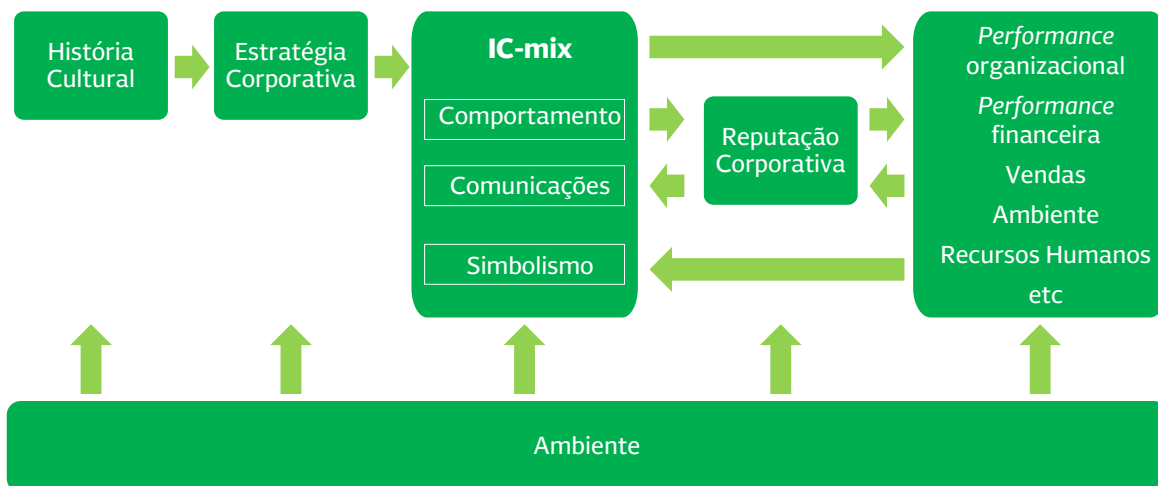 História
Cultural
Estratégia
Corporativa
IC-mix
Comportamento
Comunicações
Simbolismo
Reputação
Corporativa
Performance
organizacional
Performance
financeira
Vendas
Ambiente
Recursos Humanos
etc
Ambiente